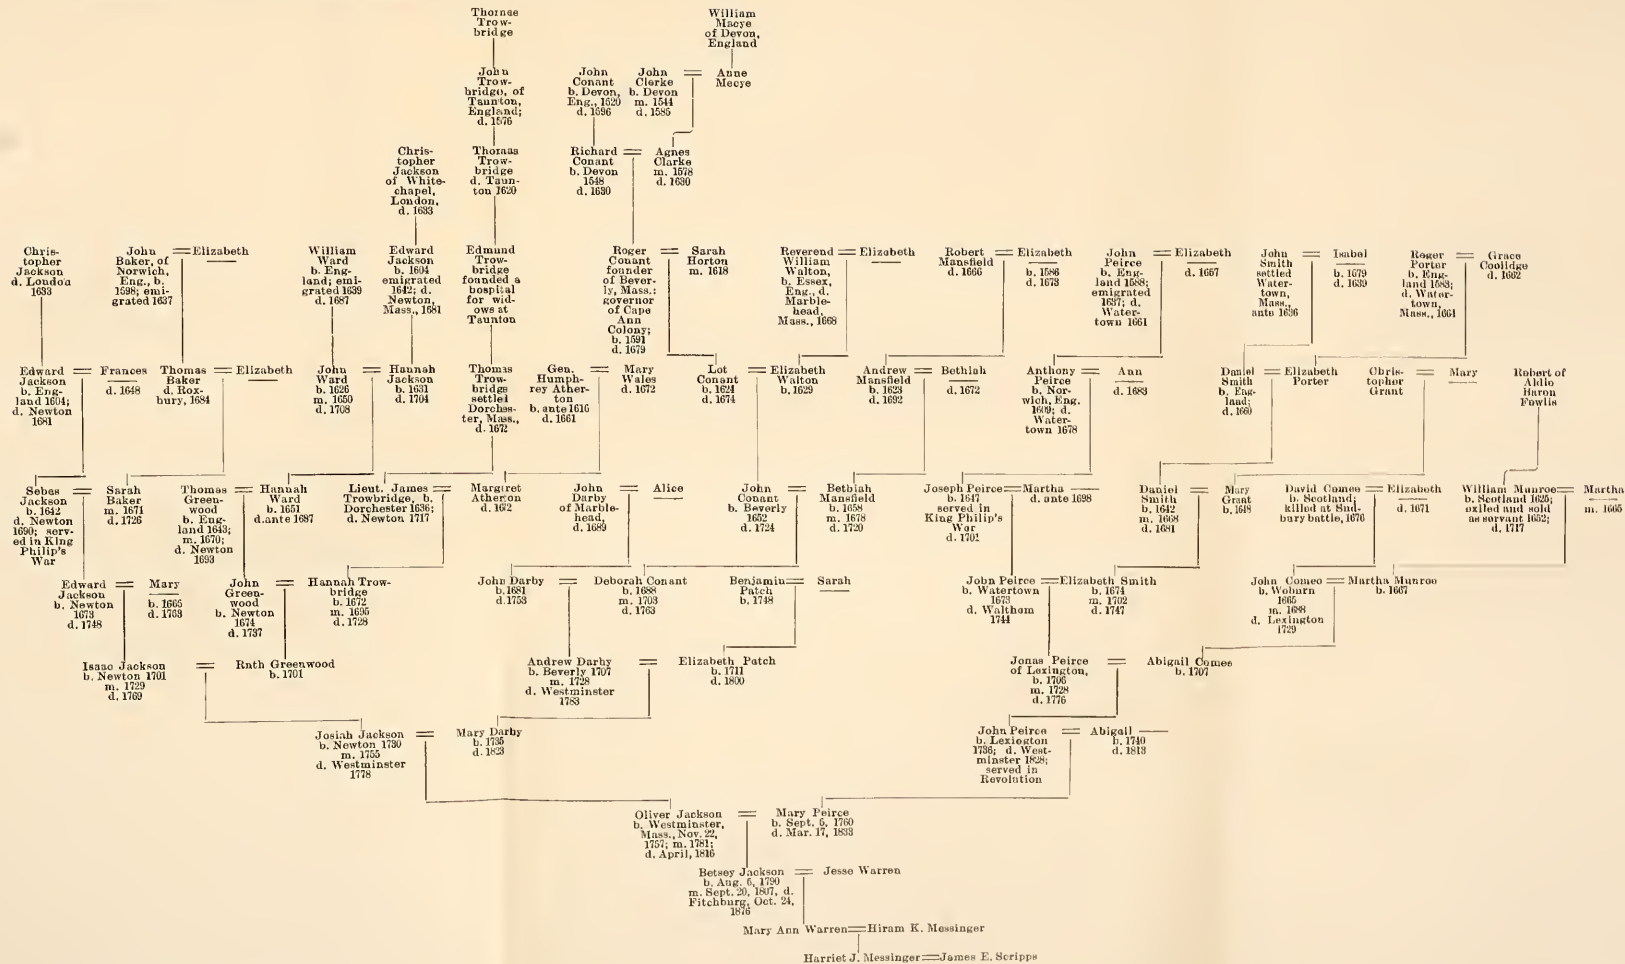 Thomae
Trow-
bridge
William
Macye
of Devon,
England
John
Trow-
bridge, of
Taunton,
England;
d. 1576
John
Conant
b. Devon,
Eng., 1520
d. 1596
John
Clerke
b. Devon
m. 1544
d. 1585
=
Anne
Mecye
Chris-
topher
Jackson
of White-
chapel,
London,
d. 1633
Thomas
Trow-
bridge
d. Taun-
ton 1620
Richard
Conant
b. Devon
1548
d. 1630
=
Agnes
Clarke
m. 1578
d. 1630
Chris-
topher
Jackson
d. London
1633
John
Baker, of
Norwich,
Eng., b.
1598; emi-
grated 1637
= Elizabeth
William
Ward
b. Eng-
land; emi-
grated 1639
d. 1687
Edward
Jackson
b. 1604
emigrated
1642; d.
Newton,
Mass., 1681
Edmund
Trow-
bridge
founded a
hospital
for wid-
ows at
Taunton
Roger
Conant
founder
of Bever-
ly, Mass.:
governor
of Cape
Ann
Colony;
b. 1591
d. 1679
=
Sarah
Horton
m. 1618
Reverend
William
Walton,
b. Essex,
Eng., d.
Marble-
head,
Mass., 1668
= Elizabeth
Robert
Mansfield
d. 1666
= Elizabeth
b. 1586
d. 1673
John
Peirce
b. Eng-
land 1588;
emigrated
1637; d.
Water-
town 1661
= Elizabeth
d. 1667
John
Smith
settled
Water-
town,
Mass.,
ante 1636
=
Isabel
b. 1579
d. 1639
Roger
Porter
b. Eng-
land 1583;
d. Water-
town,
Mass., 1654
=
Grace
Coolidge
d. 1662
Edward
Jackson
b. Eng-
land 1604;
d. Newton
1681
=
Frances
d. 1648
Thomas
Baker
d. Rox-
bury, 1684
= Elizabeth
John
Ward
b. 1626
m. 1650
d. 1708
=
Hannah
Jackson
b. 1631
d. 1704
Thomas
Trow-
bridge
settled
Dorches-
ter, Mass.,
d. 1672
Gen.
Humph-
rey Ather-
ton
b. ante 1616
d. 1661
=
Mary
Wales
d. 1672
Lot
Conant
b. 1624
d. 1674
=
Elizabeth
Walton
b. 1629
Andrew
Mansfield
b. 1623
d. 1692
=
Bethiah
d. 1672
Anthony
Peirce
b. Nor-
wich, Eng.
1609; d.
Water-
town 1678
=
Ann
d. 1683
Daniel
Smith
b. Eng-
land;
d. 1660
=
Elizabeth
Porter
Chris-
topher
Grant
=
Mary
Robert of
Aldie
Baron
Fowlis
Sebas
Jackson
b. 1642
d. Newton
1690; serv-
ed in King
Philip's
War
=
Sarah
Baker
m. 1671
d. 1726
Thomas
Green-
wood
b. Eng-
land 1643;
m. 1670;
d. Newton
1693
=
Hannah
Ward
b. 1651
d. ante 1687
Lieut. James
Trowbridge, b.
Dorchester 1636;
d. Newton 1717
=
Margaret
Atherton
d. 1672
John
Darby
of Marble-
head,
d. 1689
=
Alice
John
Conant
b. Beverly
1652
d. 1724
=
Bethiah
Mansfield
b. 1658
m. 1678
d. 1720
Joseph Peirce
b. 1647
served in
King Philip's
War
d. 1701
= Martha
d. ante 1698
Daniel
Smith
b. 1642
m. 1668
d. 1681
=
Mary
Grant
b. 1648
David Comee
b. Scotland;
killed at Sud-
bury battle, 1676
= Elizabeth
d. 1671
William Munroe
b. Scotland 1625;
exiled and sold
as servant 1652;
d. 1717
= Martha
m. 1665
Edward
Jackson
b. Newton
1673
d. 1748
=
Mary
b. 1665
d. 1753
John
Green-
wood
b. Newton
1674
d. 1737
=
Hannah Trow-
bridge
b. 1672
m. 1695
d. 1728
John Darby
b. 1681
d. 1753
=
Deborah Conant
b. 1688
m. 1703
d. 1763
Benjamin
Patch
b. 1748
=
Sarah
John Peirce
b. Watertown
1673
d. Waltham
1744
= Elizabeth Smith
b. 1674
m. 1702
d. 1747
John Comeo
b. Woburn
1665
m. 1688
d. Lexington
1729
= Martha Munroe
b. 1667
Isaac Jackson
b. Newton 1701
m. 1729
d. 1769
=
Ruth Greenwood
b. 1701
Andrew Darby
b. Beverly 1707
m. 1728
d. Westminster
1783
=
Elizabeth Patch
b. 1711
d. 1800
Jonas Peirce
of Lexington,
b. 1706
m. 1728
d. 1776
=
Abigail Comee
b. 1707
Josiah Jackson
b. Newton 1730
m. 1755
d. Westminster
1778
=
Mary Darby
b. 1735
d. 1823
John Peirce
b. Lexington
1736; d. West-
minster 1828;
served in
Revolution
=
Abigail
b. 1740
d. 1813
Oliver Jackson
b. Westminster,
Mass., Nov. 22,
1757; m. 1781;
d. April, 1816
=
Mary Peirce
b. Sept. 6, 1760
d. Mar. 17, 1833
Betsey Jackson
b. Aug. 6, 1790
m. Sept. 20, 1807, d.
Fitchburg, Oct. 24,
1876
=
Jesse Warren
Mary Ann Warren = Hiram K. Messinger
Harriet J. Messinger = James E. Scripps